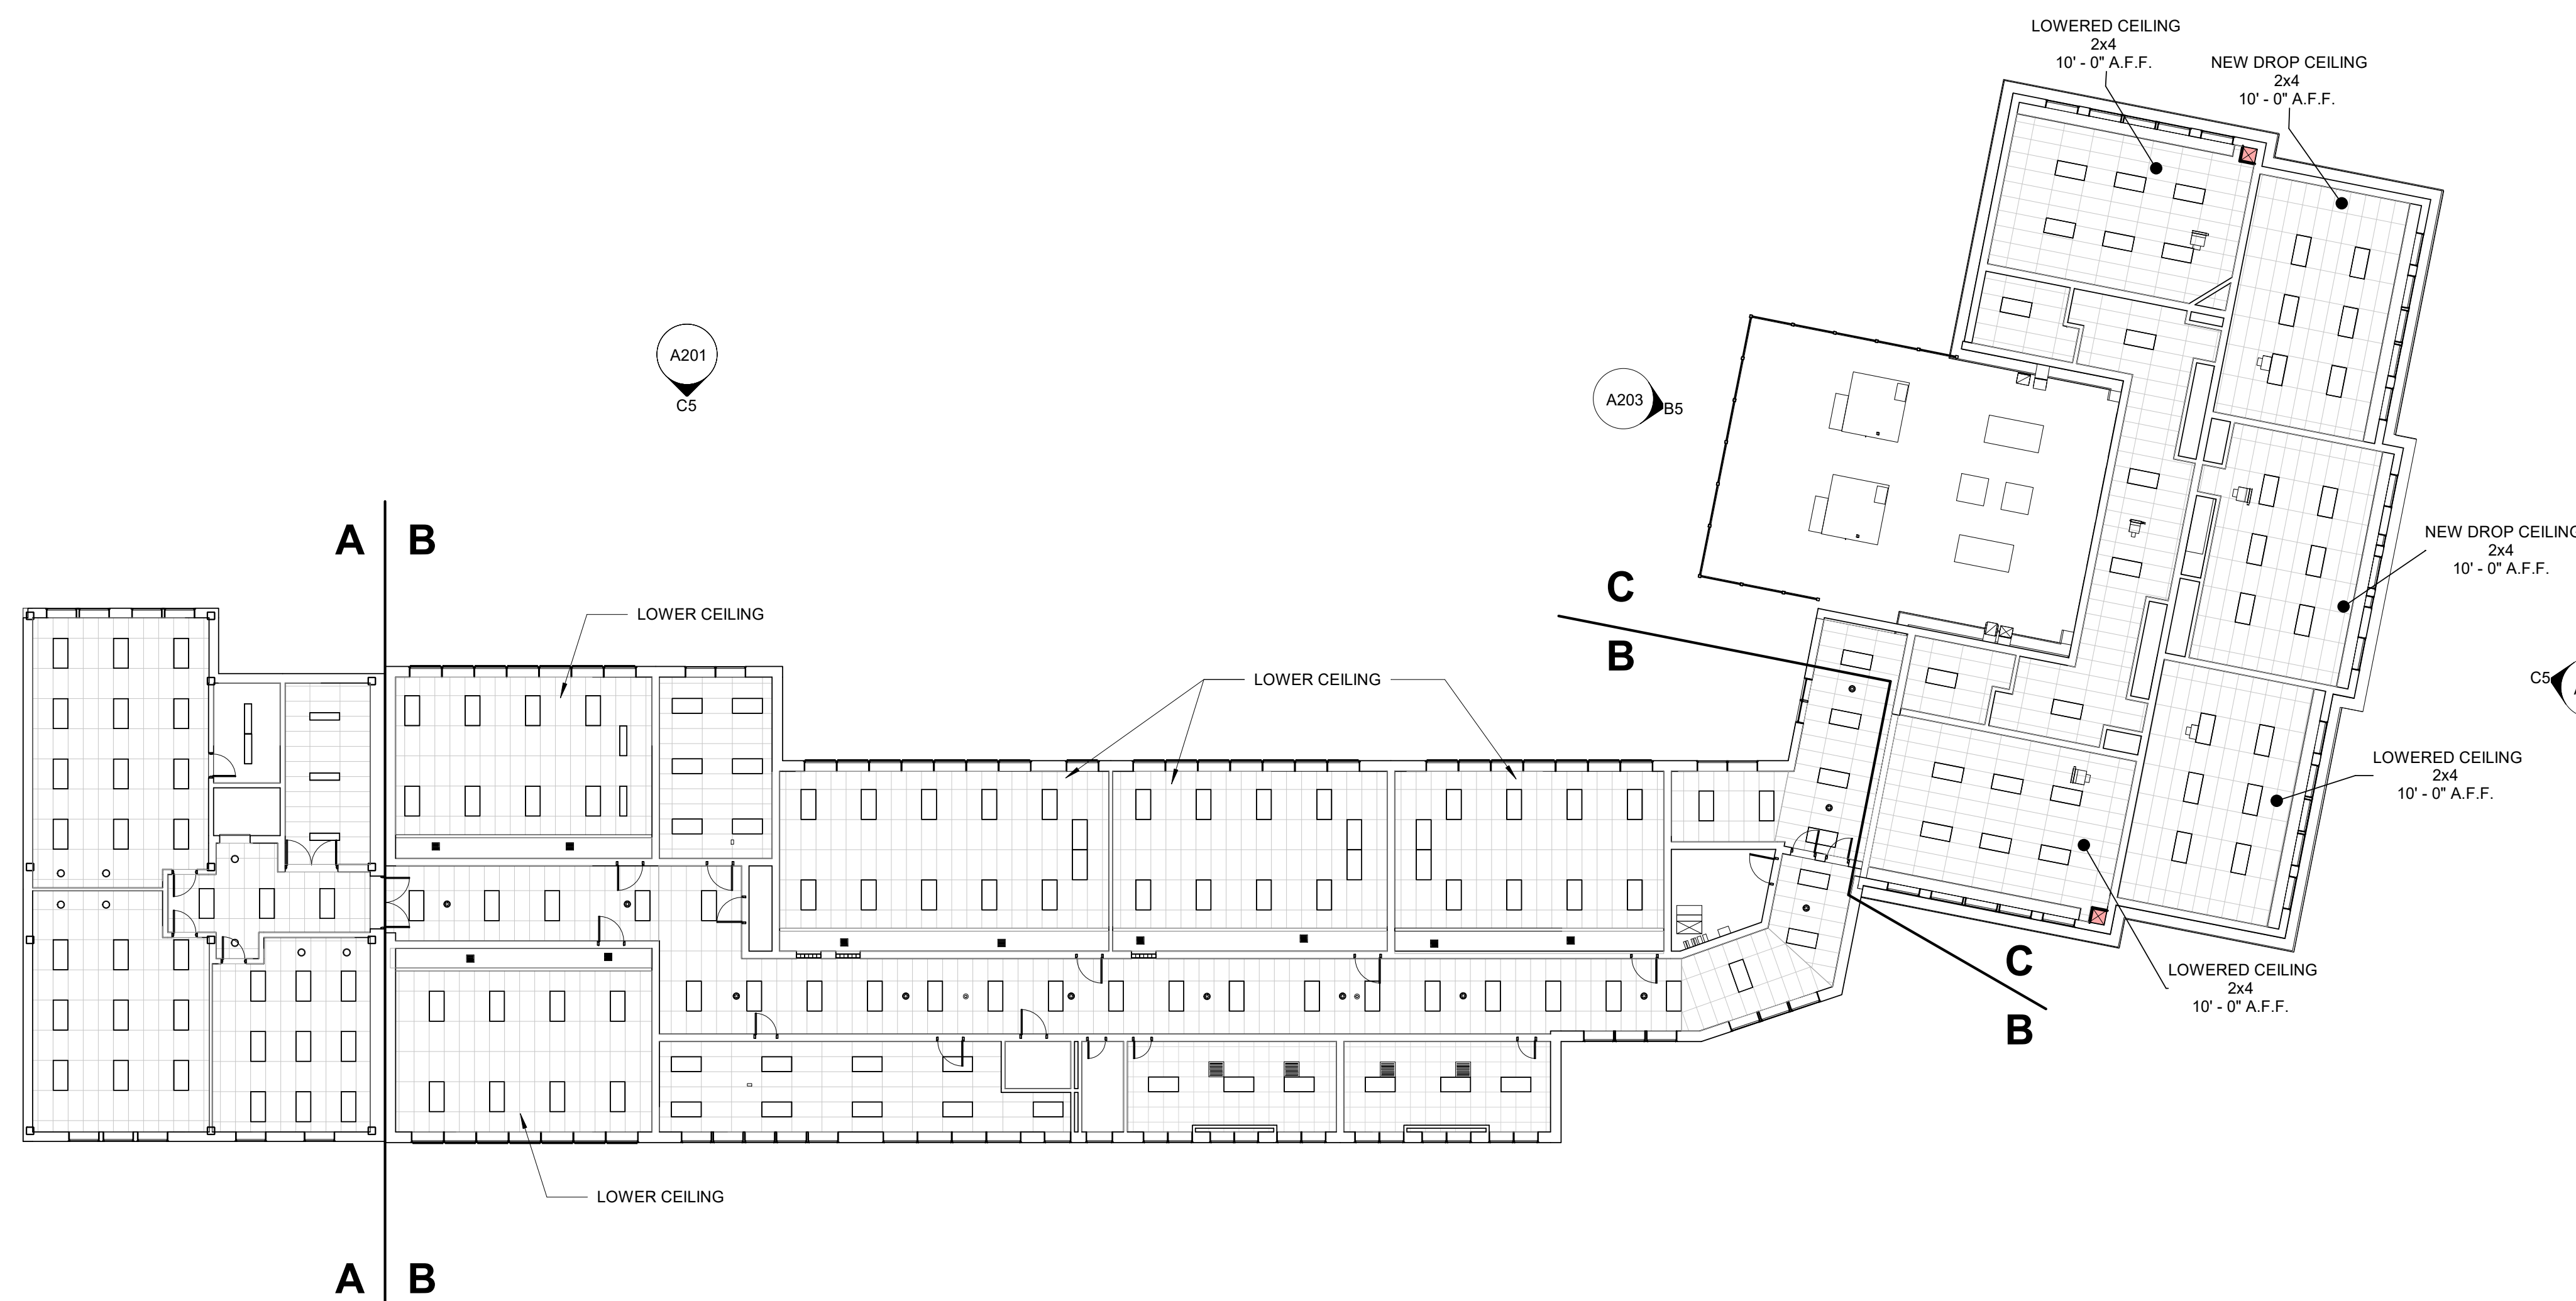 LOWERED CEILING
2x4
10' - 0" A.F.F.
NEW DROP CEILING
2x4
10' - 0" A.F.F.
A201
C5
A203
B5
A
B
NEW DROP CEILING
2x4
10' - 0" A.F.F.
C
B
LOWER CEILING
LOWER CEILING
C5
LOWERED CEILING
2x4
10' - 0" A.F.F.
C
B
LOWERED CEILING
2x4
10' - 0" A.F.F.
LOWER CEILING
A
B